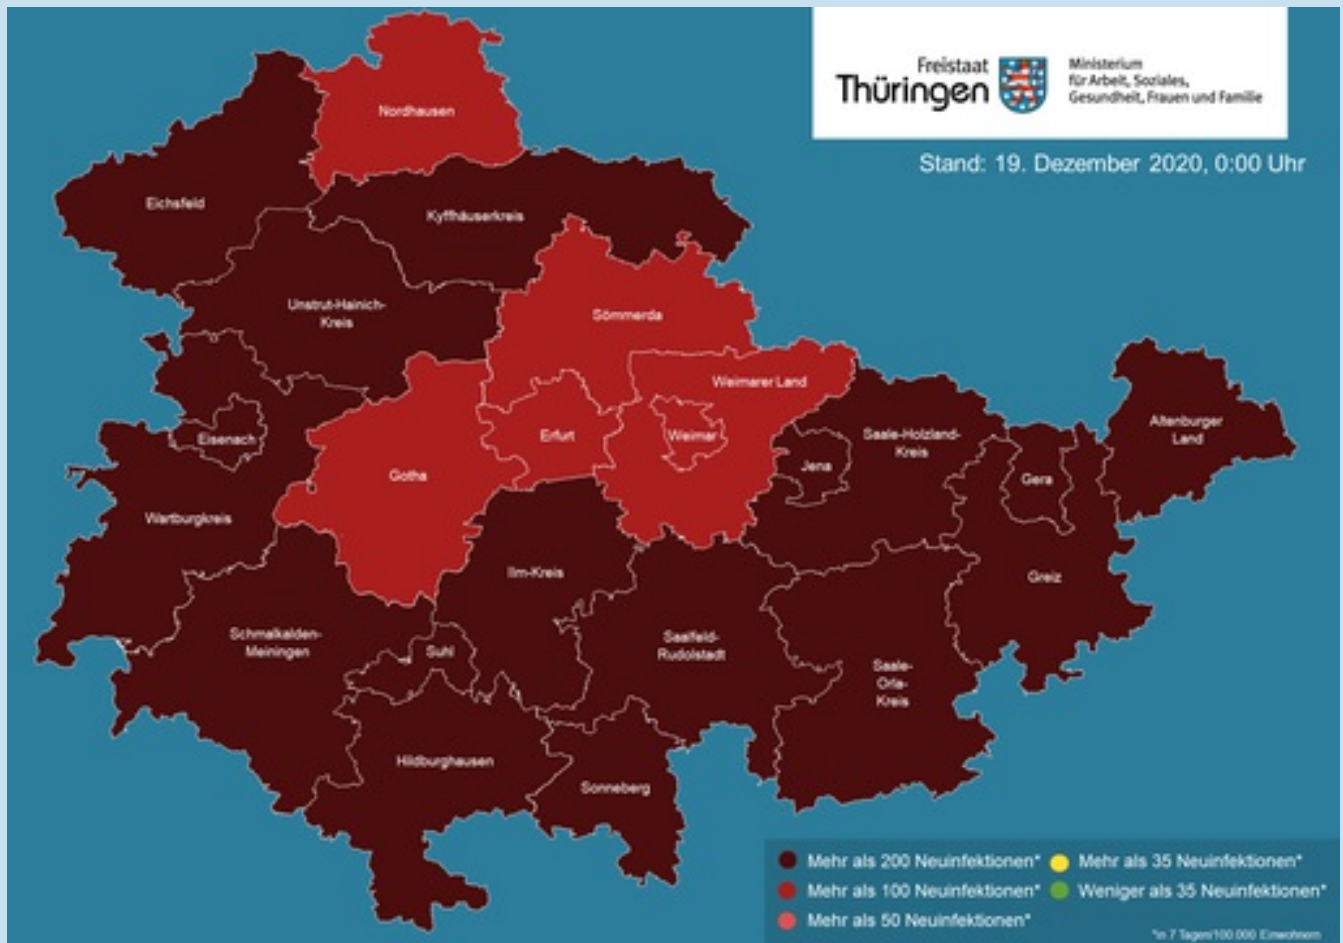 Freistaat
Thüringen
Ministerium
für Arbeit, Soziales,
Gesundheit, Frauen und Familie
Stand: 19. Dezember 2020, 0:00 Uhr
Nordhausen
Eichsfeld
Kyffhäuserkreis
Unstrut-Hainich-
Kreis
Sömmerda
Weimarer Land
Eisenach
Erfurt
Weimar
Saale-Holzland-
Kreis
Altenburger
Land
Gotha
Jena
Gera
Wartburgkreis
Ilm-Kreis
Greiz
Schmalkalden-
Meiningen
Suhl
Saalfeld-
Rudolstadt
Saale-
Orla-
Kreis
Hildburghausen
Sonneberg
Mehr als 200 Neuinfektionen*
Mehr als 35 Neuinfektionen*
Mehr als 100 Neuinfektionen*
Weniger als 35 Neuinfektionen*
Mehr als 50 Neuinfektionen*
*in 7 Tagen/100 000 Einwohnern